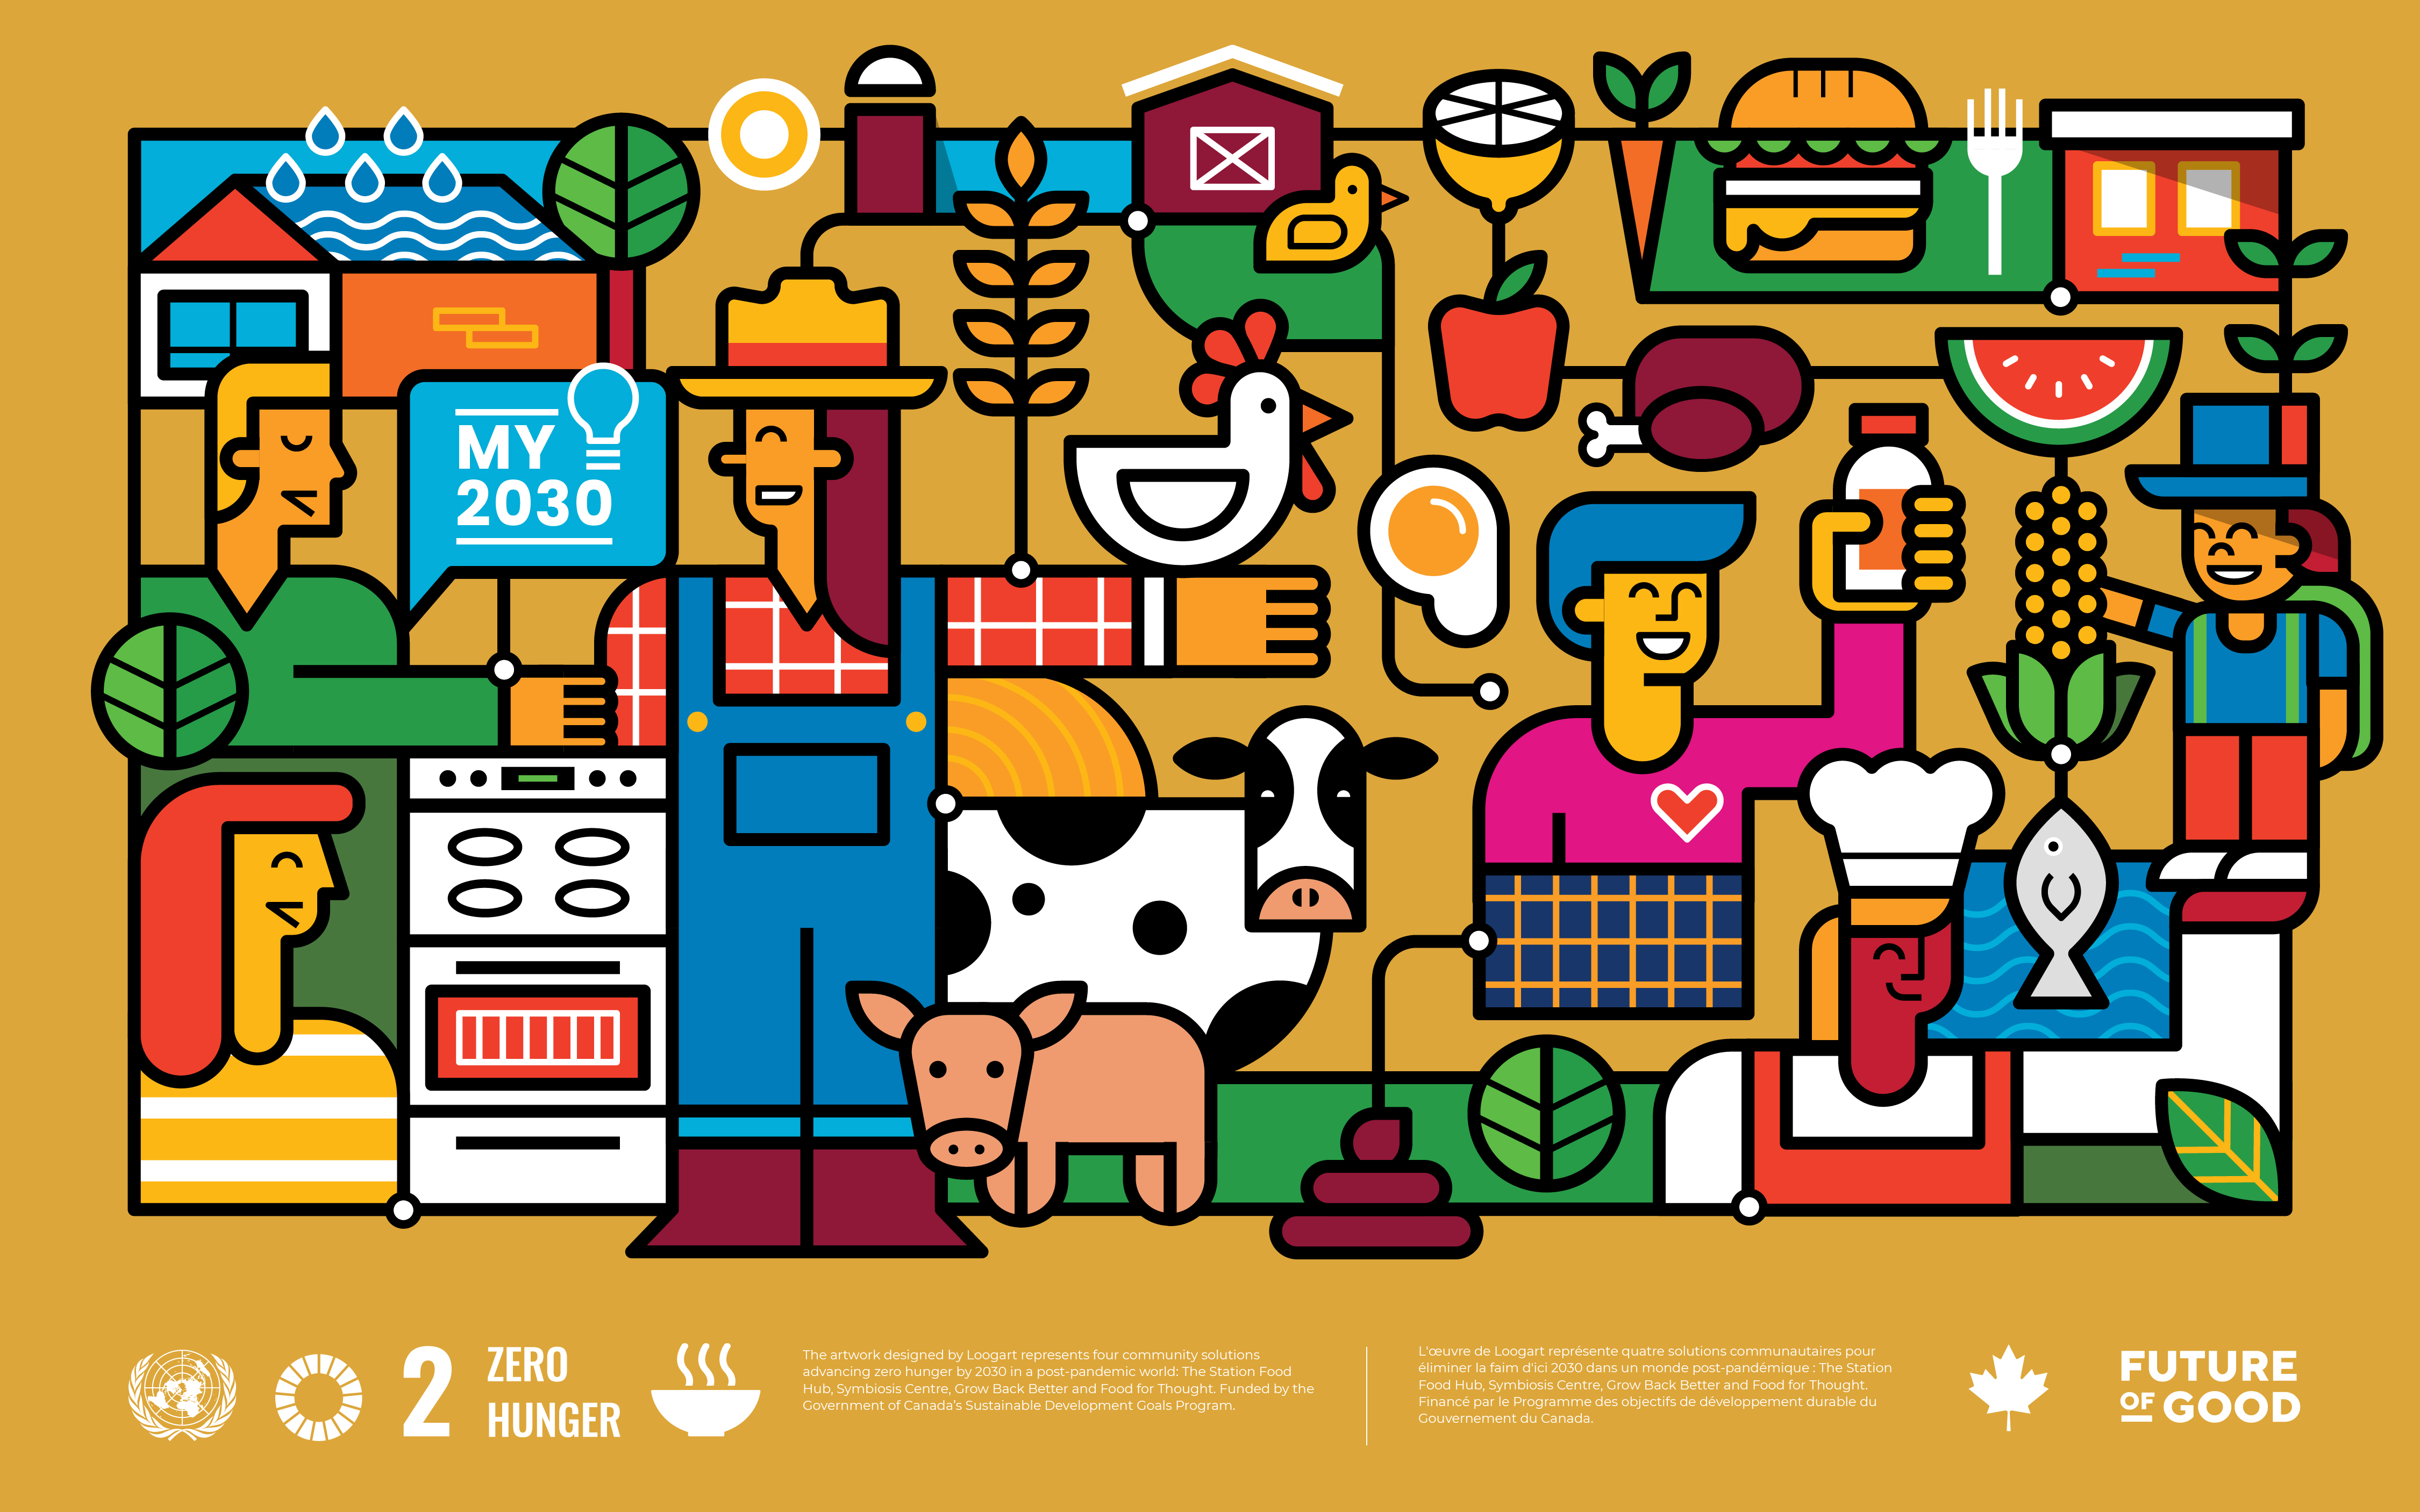 MY
2030
2
ZERO
HUNGER
The artwork designed by Loogart represents four community solutions
advancing zero hunger by 2030 in a post-pandemic world: The Station Food
Hub, Symbiosis Centre, Grow Back Better and Food for Thought. Funded by the
Government of Canada's Sustainable Development Goals Program.
L'œuvre de Loogart représente quatre solutions communautaires pour
éliminer la faim d'ici 2030 dans un monde post-pandémique : The Station
Food Hub, Symbiosis Centre, Grow Back Better and Food for Thought.
Financé par le Programme des objectifs de développement durable du
Gouvernement du Canada.
FUTURE
OF GOOD